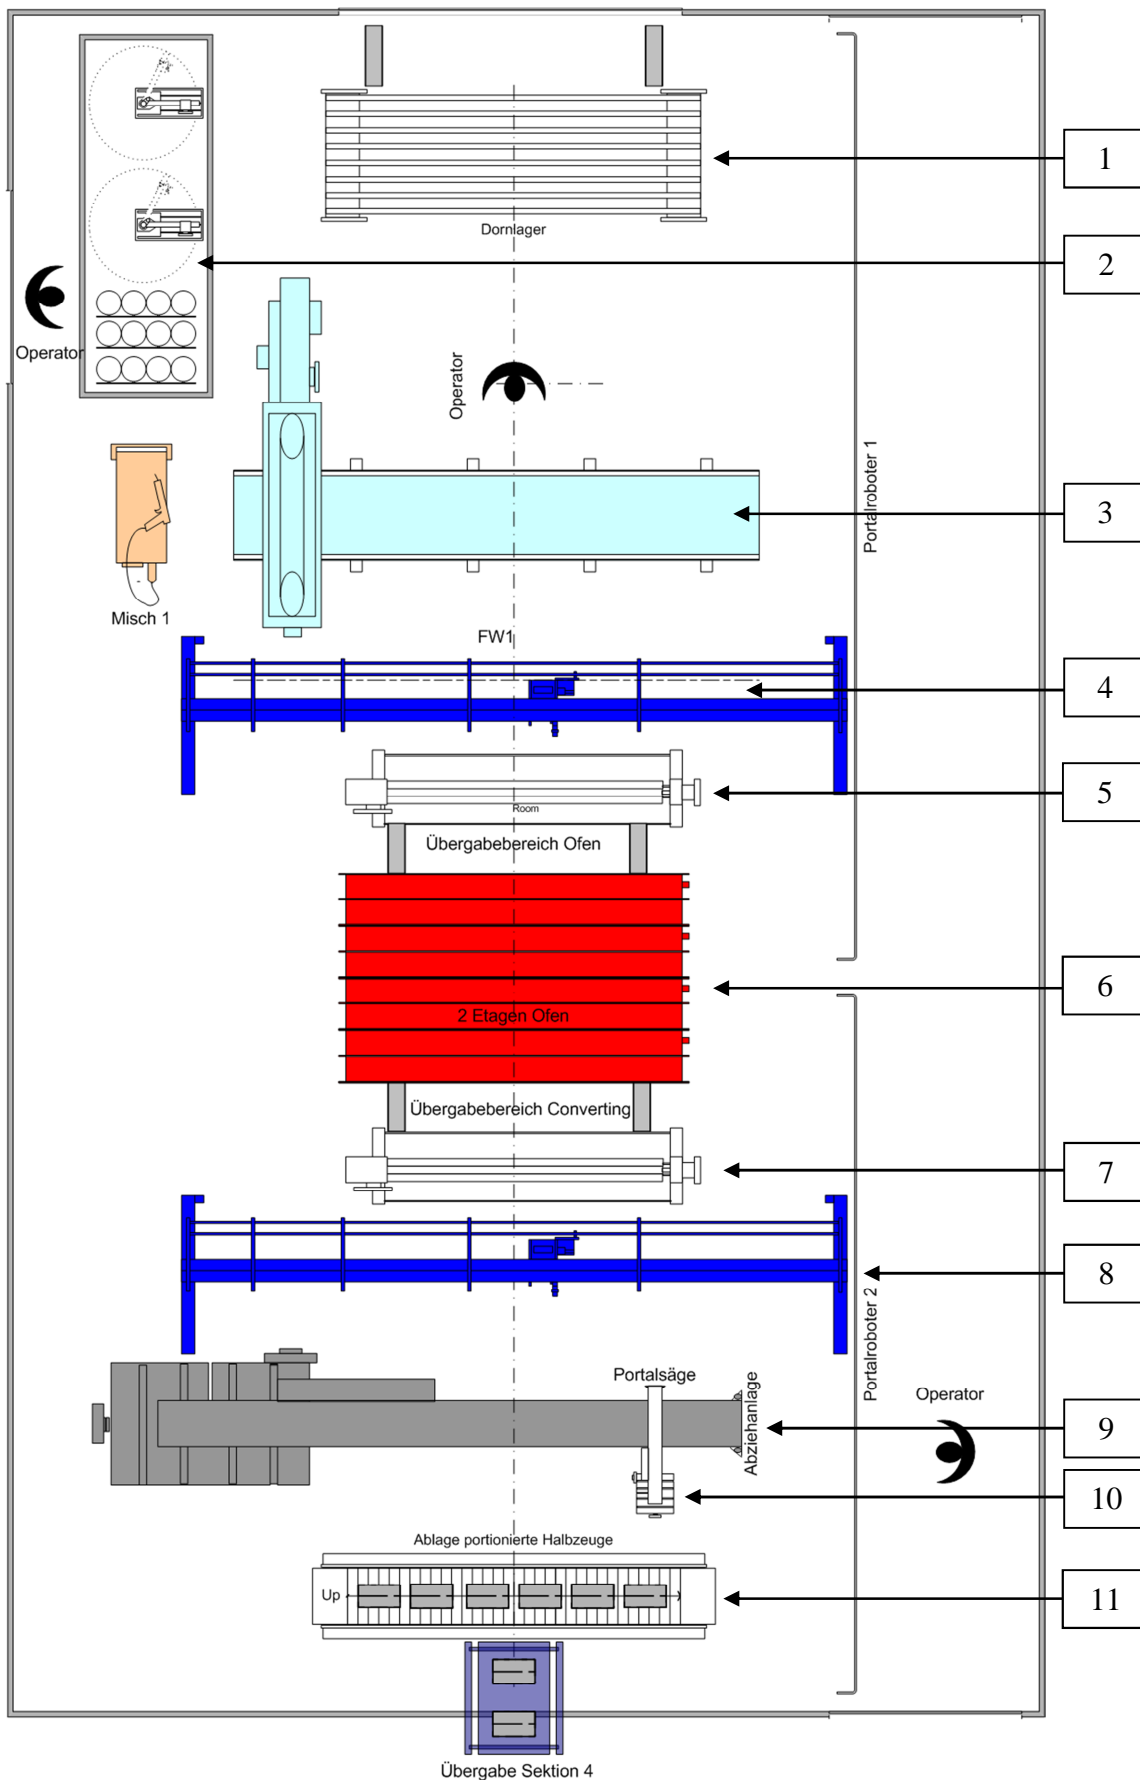 1
Dornlager
2
Operator
Operator
Portalroboter 1
3
Misch 1
FW1
4
5
Room
Übergabebereich Ofen
6
2 Etagen Ofen
Übergabebereich Converting
7
8
Portalroboter 2
Portalsäge
Abziehanlage
Operator
9
10
Ablage portionierte Halbzeuge
Up
11
Übergabe Sektion 4